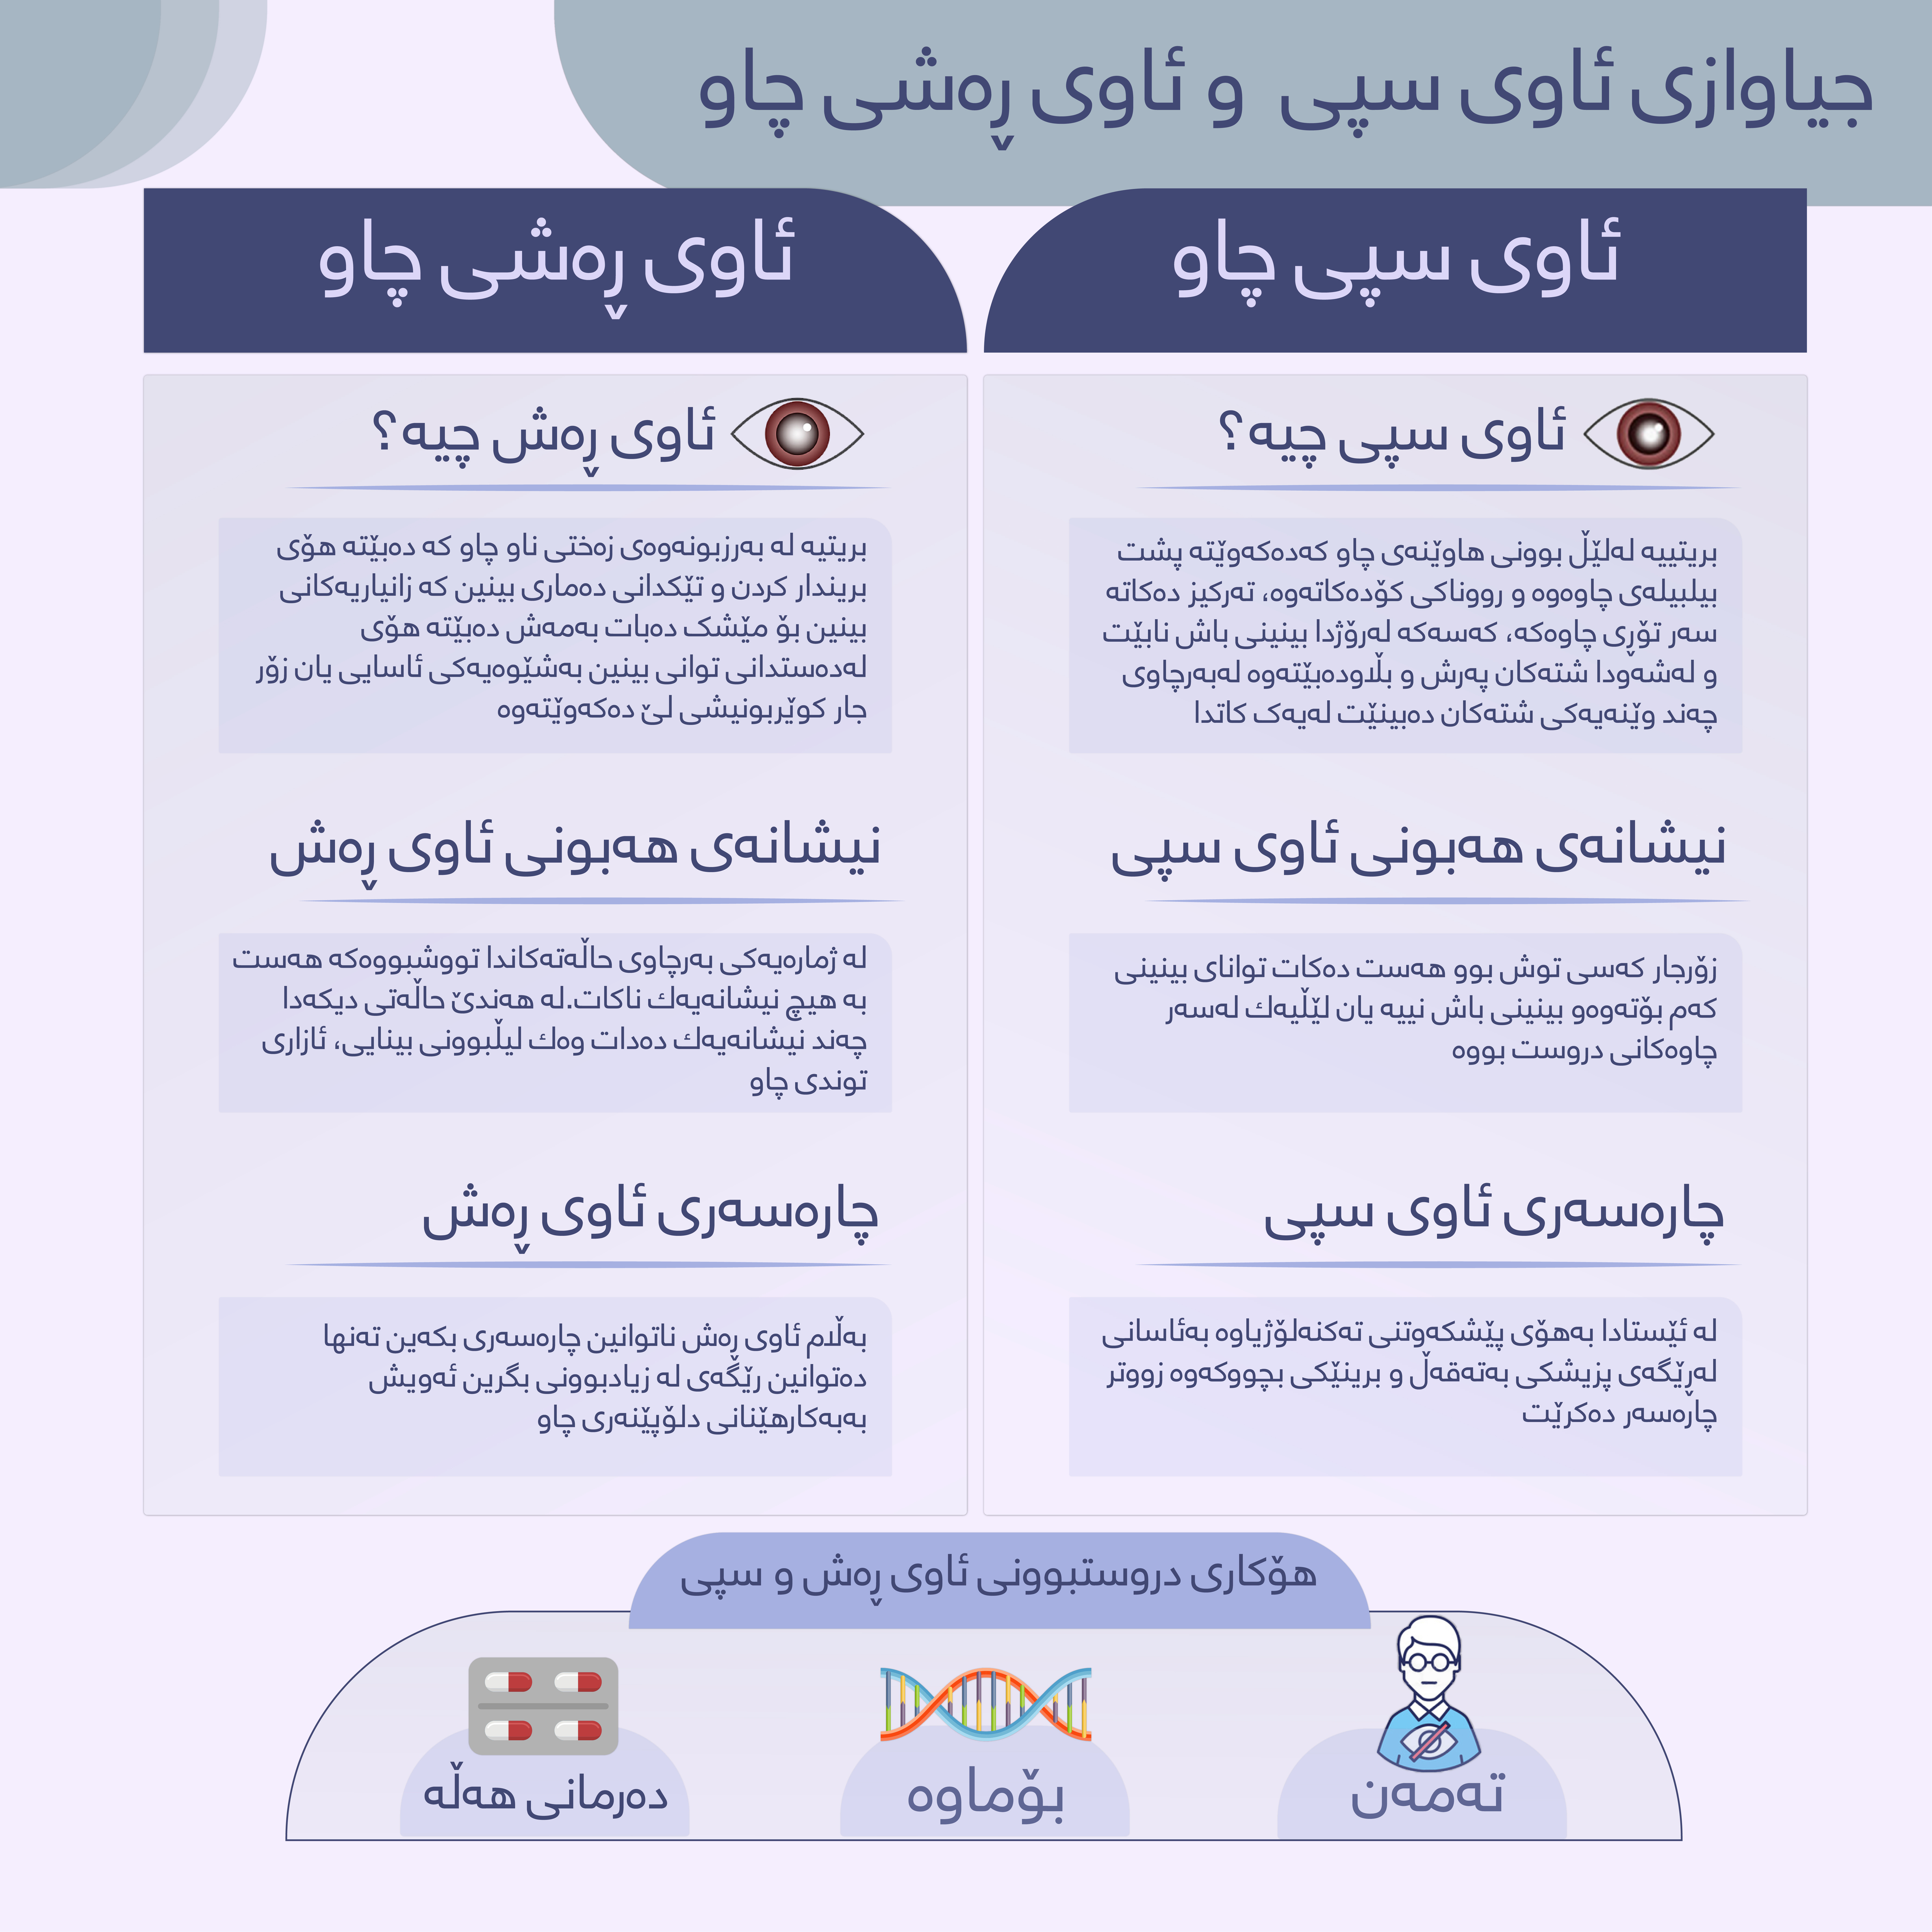 جیاوازی ئاوی سپی و ئاوی ڕەشی چاو
ئاوی سپی چاو
ئاوی سپی چیە؟
بریتییە لەلێڵ بوونی هاوێنەی چاو کەدەکەوێتە پشت
بیلبیلەی چاوەوە و رووناکی کۆدەکاتەوە، تەرکیز دەکاتە
سەر تۆڕی چاوەکە، کەسەکە لەرۆژدا بینینی باش نابێت
و لەشەودا شتەکان پەرش و بڵاودەبێتەوە لەبەرچاوی
چەند وێنەیەکی شتەکان دەبینێت لەیەک کاتدا
نیشانەی هەبونی ئاوی سپی
زۆرجار کەسی توش بوو هەست دەکات توانای بینینی
کەم بۆتەوەو بینینی باش نییە یان لێڵیەك لەسەر
چاوەکانی دروست بووە
چارەسەری ئاوی سپی
لە ئێستادا بەهۆی پێشکەوتنی تەکنەلۆژیاوە بەئاسانی
لەڕێگەی پزیشکی بەتەقەڵ و برینێکی بچووکەوە زووتر
چاڕەسەر دەکرێت
ئاوی ڕەشی چاو
ئاوی ڕەش چیە؟
بریتیە لە بەرزبونەوەی زەختی ناو چاو کە دەبێتە هۆی
بریندار کردن و تێکدانی دەماری بینین کە زانیاریەکانی
بینین بۆ مێشک دەبات بەمەش دەبێتە هۆی
لەدەستدانی توانی بینین بەشێوەیەکی ئاسایی یان زۆر
جار کوێربونیشی لێ دەکەوێتەوە
نیشانەی هەبونی ئاوی ڕەش
لە ژمارەیەکی بەرچاوی حاڵەتەکاندا تووشبووەکە هەست
بە هیچ نیشانەیەك ناکات.لە هەندێ حاڵەتی دیکەدا
چەند نیشانەیەك دەدات وەك لیڵبوونی بینایی، ئازاری
توندی چاو
چارەسەری ئاوی ڕەش
بەڵام ئاوی رەش ناتوانین چارەسەری بکەین تەنها
دەتوانین رێگەی لە زیادبوونی بگرین ئەویش
بەبەکارهێنانی دلۆپێنەری چاو
هۆکاری دروستبوونی ئاوی ڕەش و سپی
تەمەن
بۆماوە
دەرمانی هەڵە